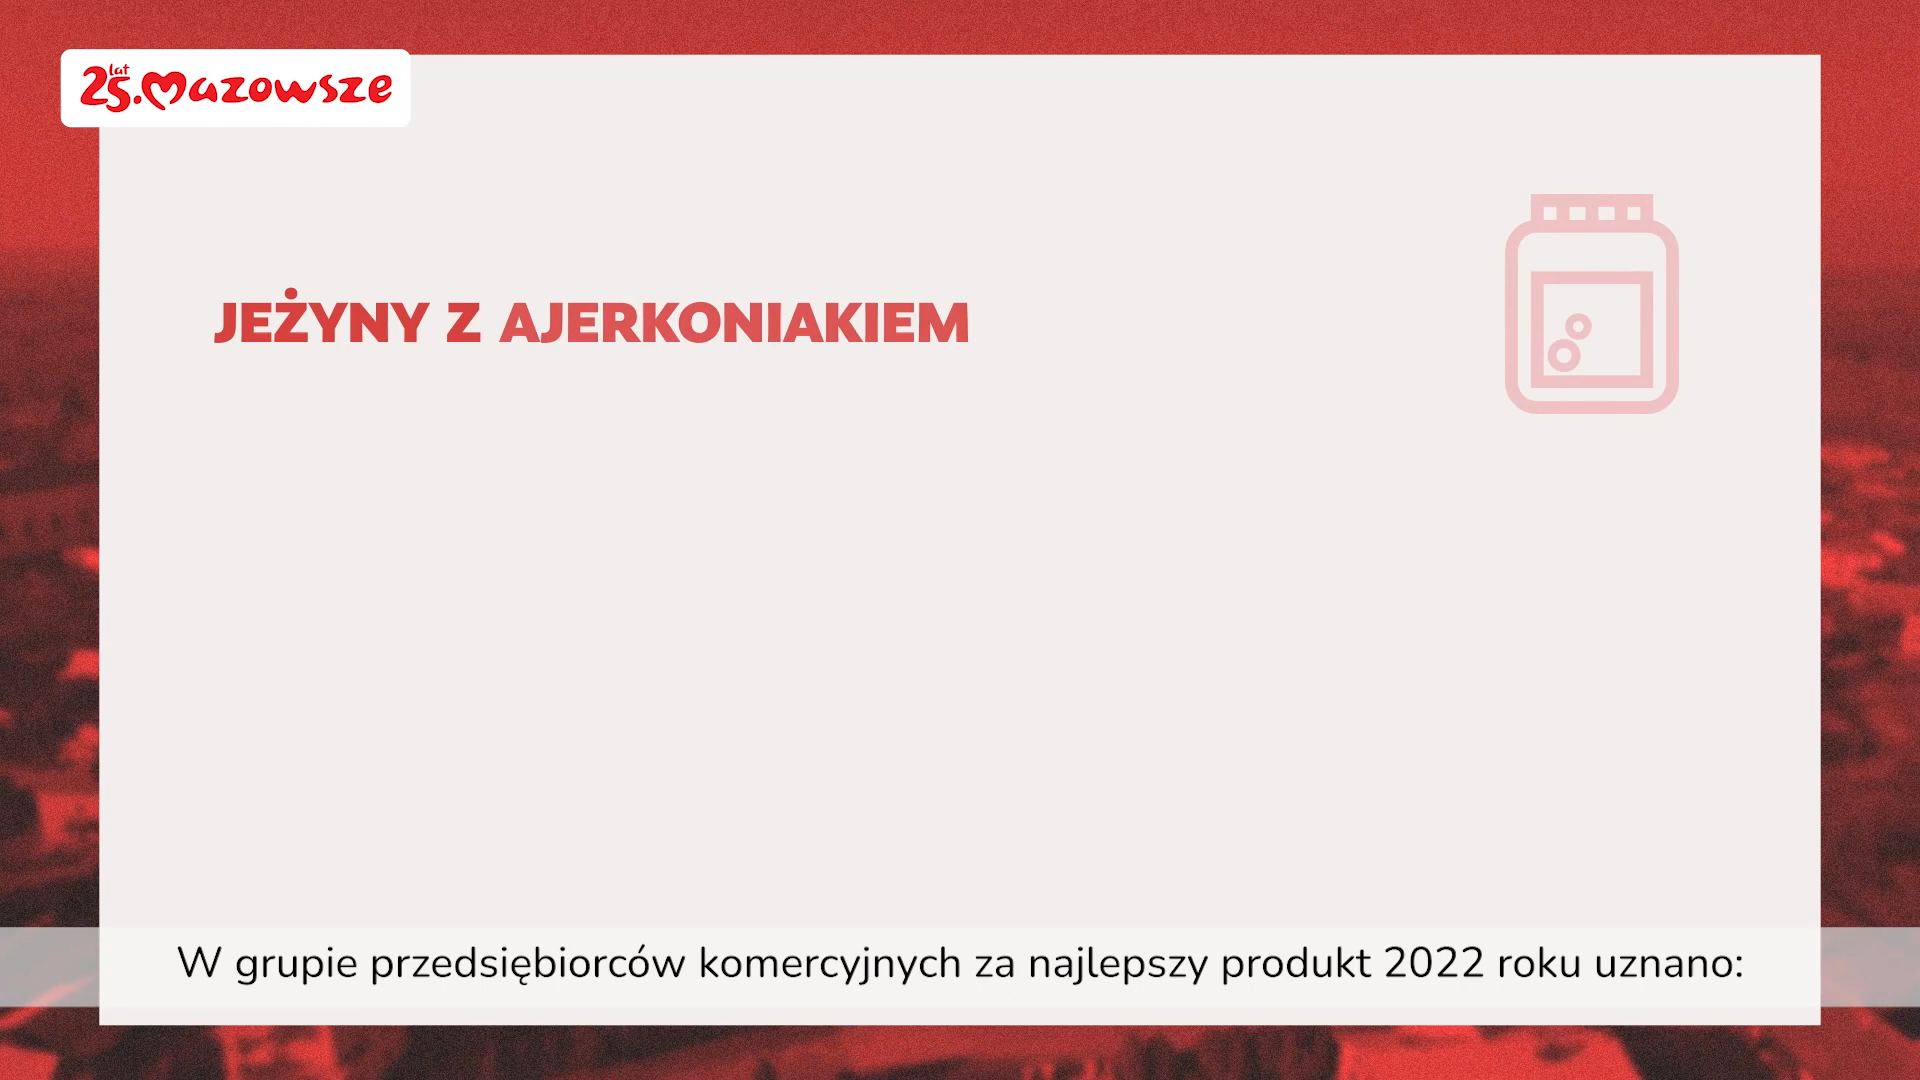 25 lat. Mazowsze
JEŻYNY Z AJERKONIAKIEM
W grupie przedsiębiorców komercyjnych za najlepszy produkt 2022 roku uznano: